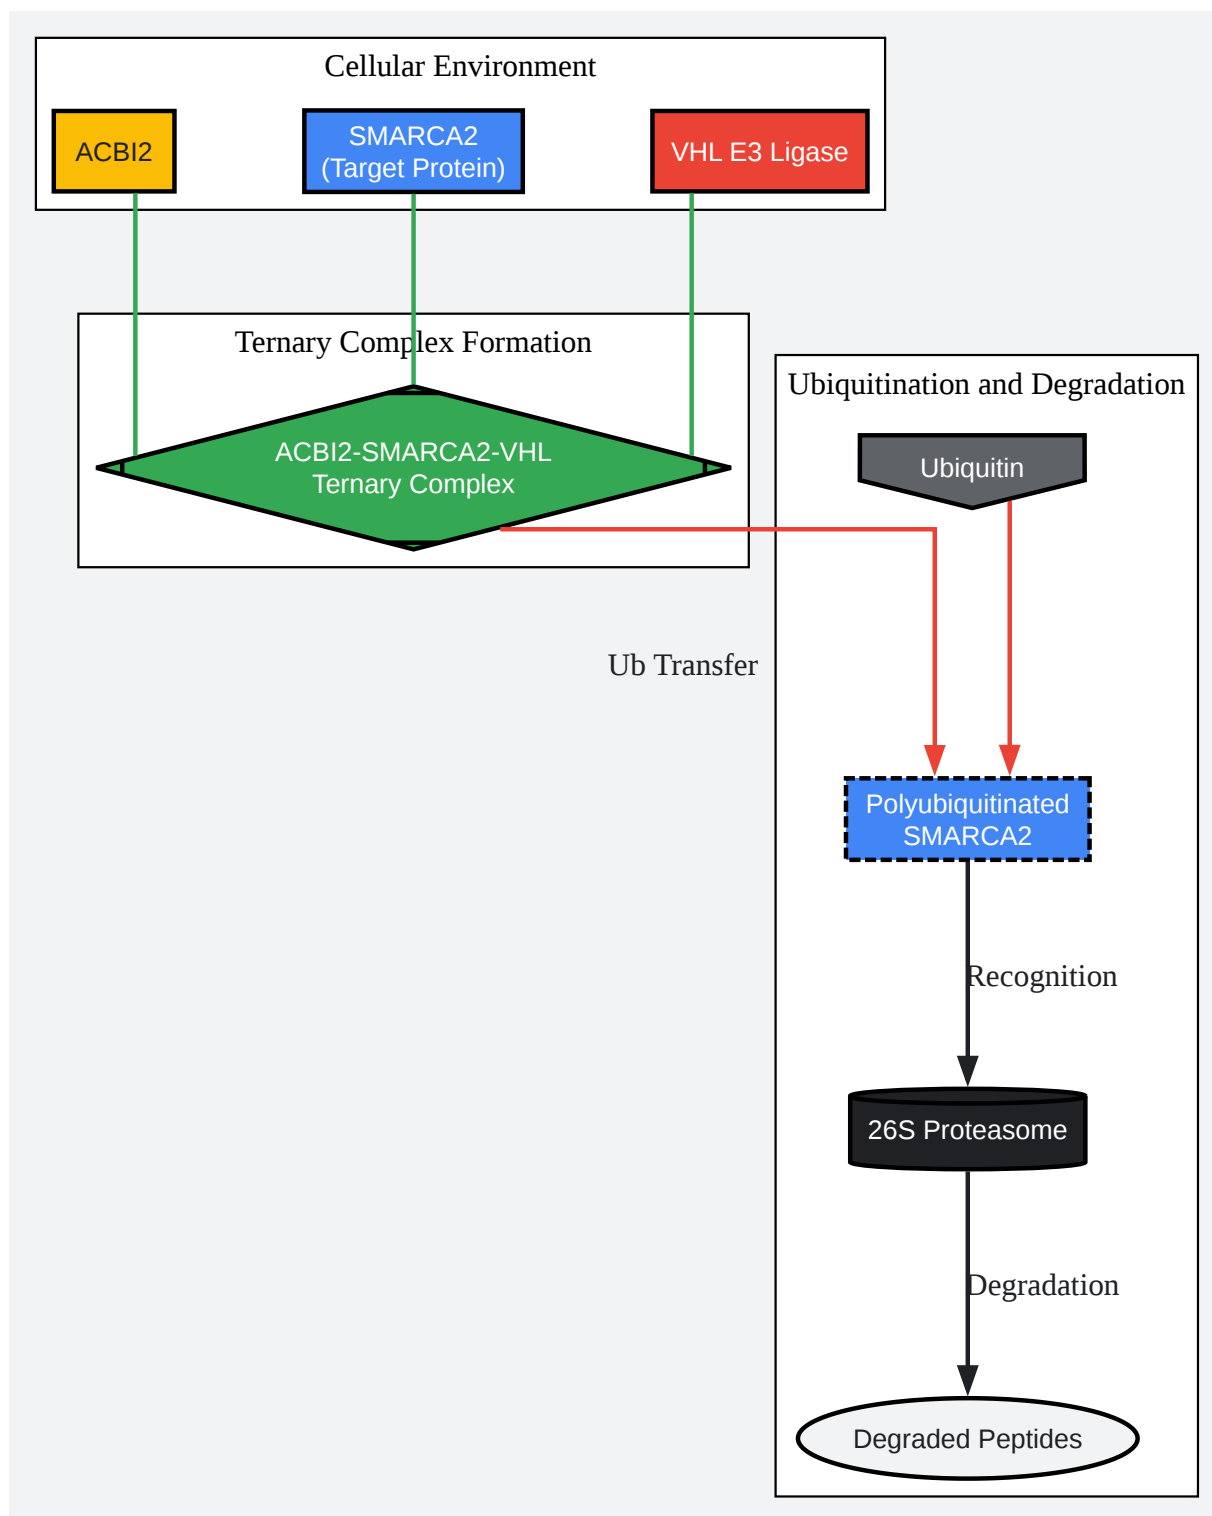 Cellular Environment
ACBI2
SMARCA2
(Target Protein)
VHL E3 Ligase
Ternary Complex Formation
ACBI2-SMARCA2-VHL
Ternary Complex
Ubiquitination and Degradation
Ubiquitin
Ub Transfer
Polyubiquitinated
SMARCA2
Recognition
26S Proteasome
Degradation
Degraded Peptides